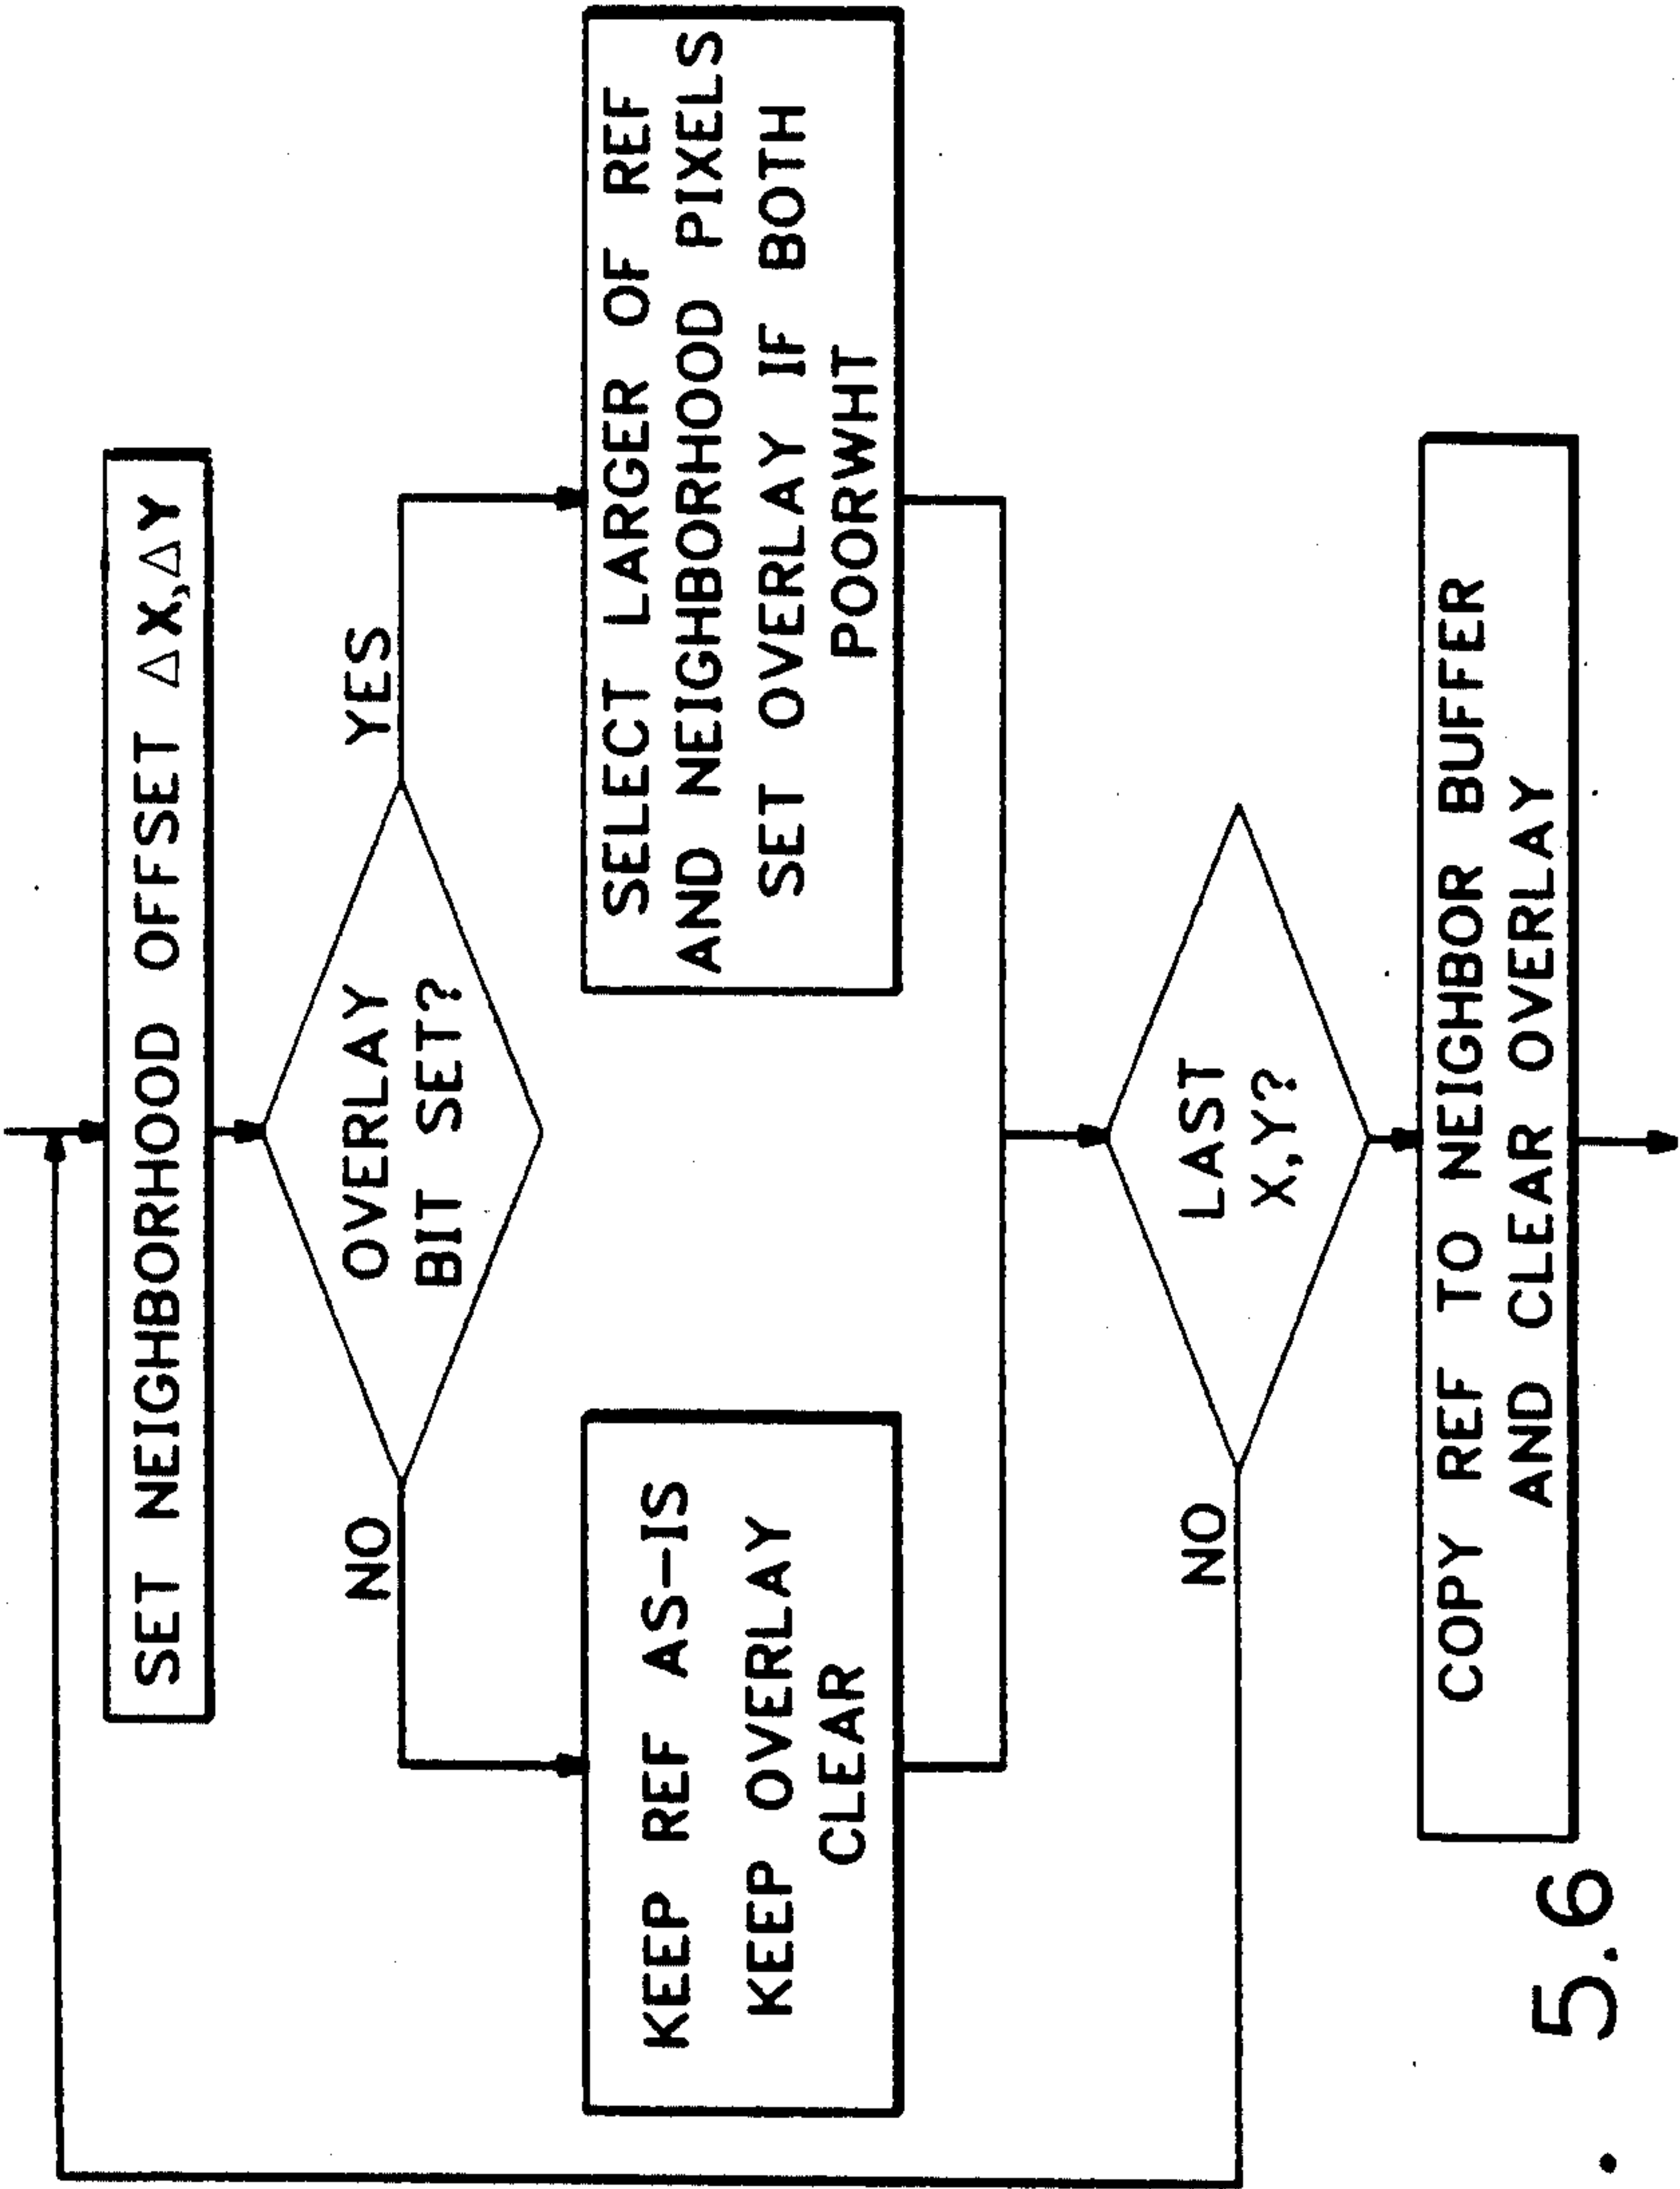 SET NEIGHBORHOOD OFFSET △X,△Y
OVERLAY
BIT SET?
NO
YES
KEEP REF AS-IS
KEEP OVERLAY
CLEAR
SELECT LARGER OF REF
AND NEIGHBORHOOD PIXELS
SET OVERLAY IF BOTH
POORWHT
LAST
X,Y?
NO
COPY REF TO NEIGHBOR BUFFER
AND CLEAR OVERLAY
. 5.6